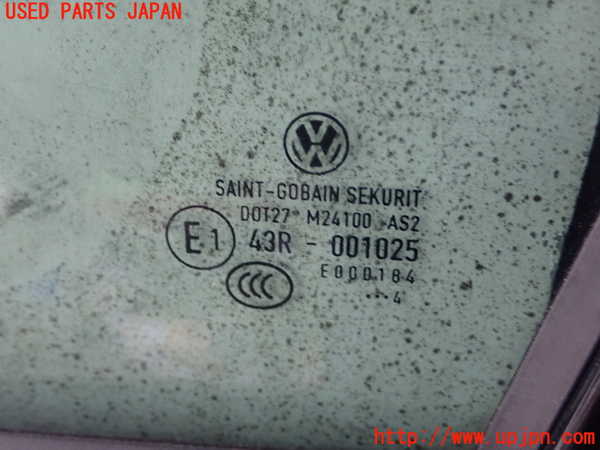 USED PARTS JAPAN
SAINT-GOBAIN SEKURIT
DOT27 M24100 AS2
E1 43R - 001025
E000184
CCC
...4
http://www.upjpn.com/